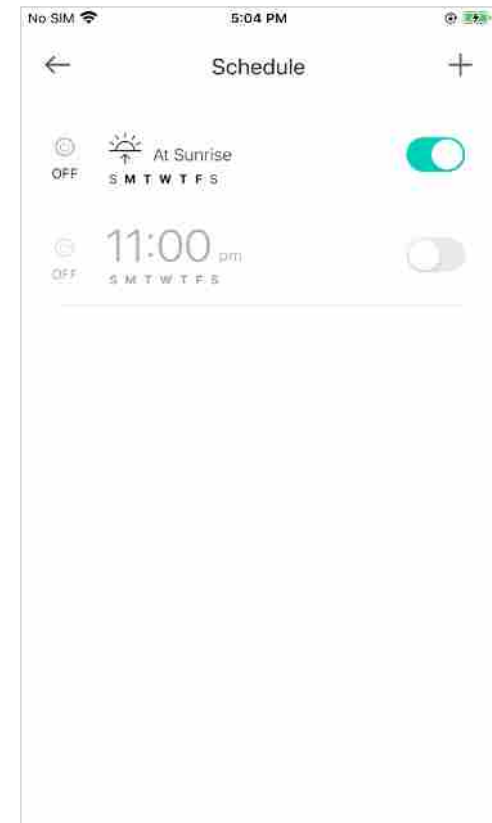 No SIM 5:04 PM
Schedule
At Sunrise
OFF
S M T W T F S
11:00 pm
OFF
S M T W T F S